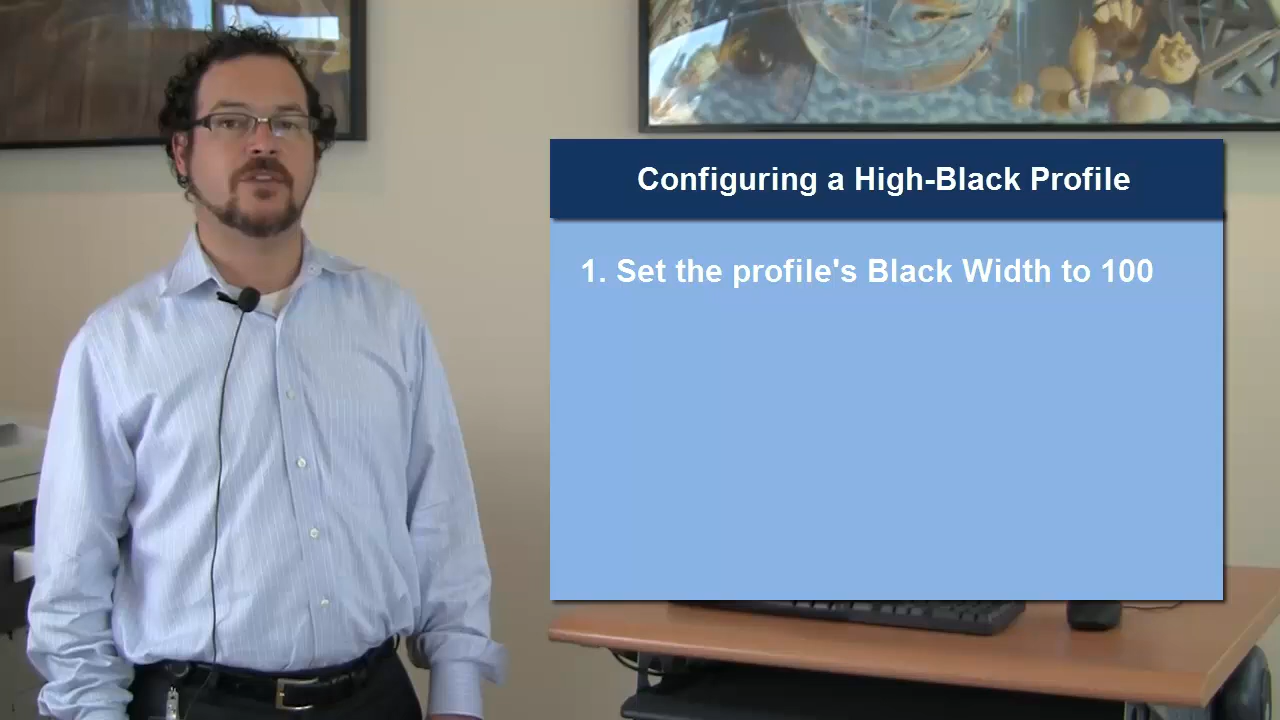 Configuring a High-Black Profile
1. Set the profile's Black Width to 100